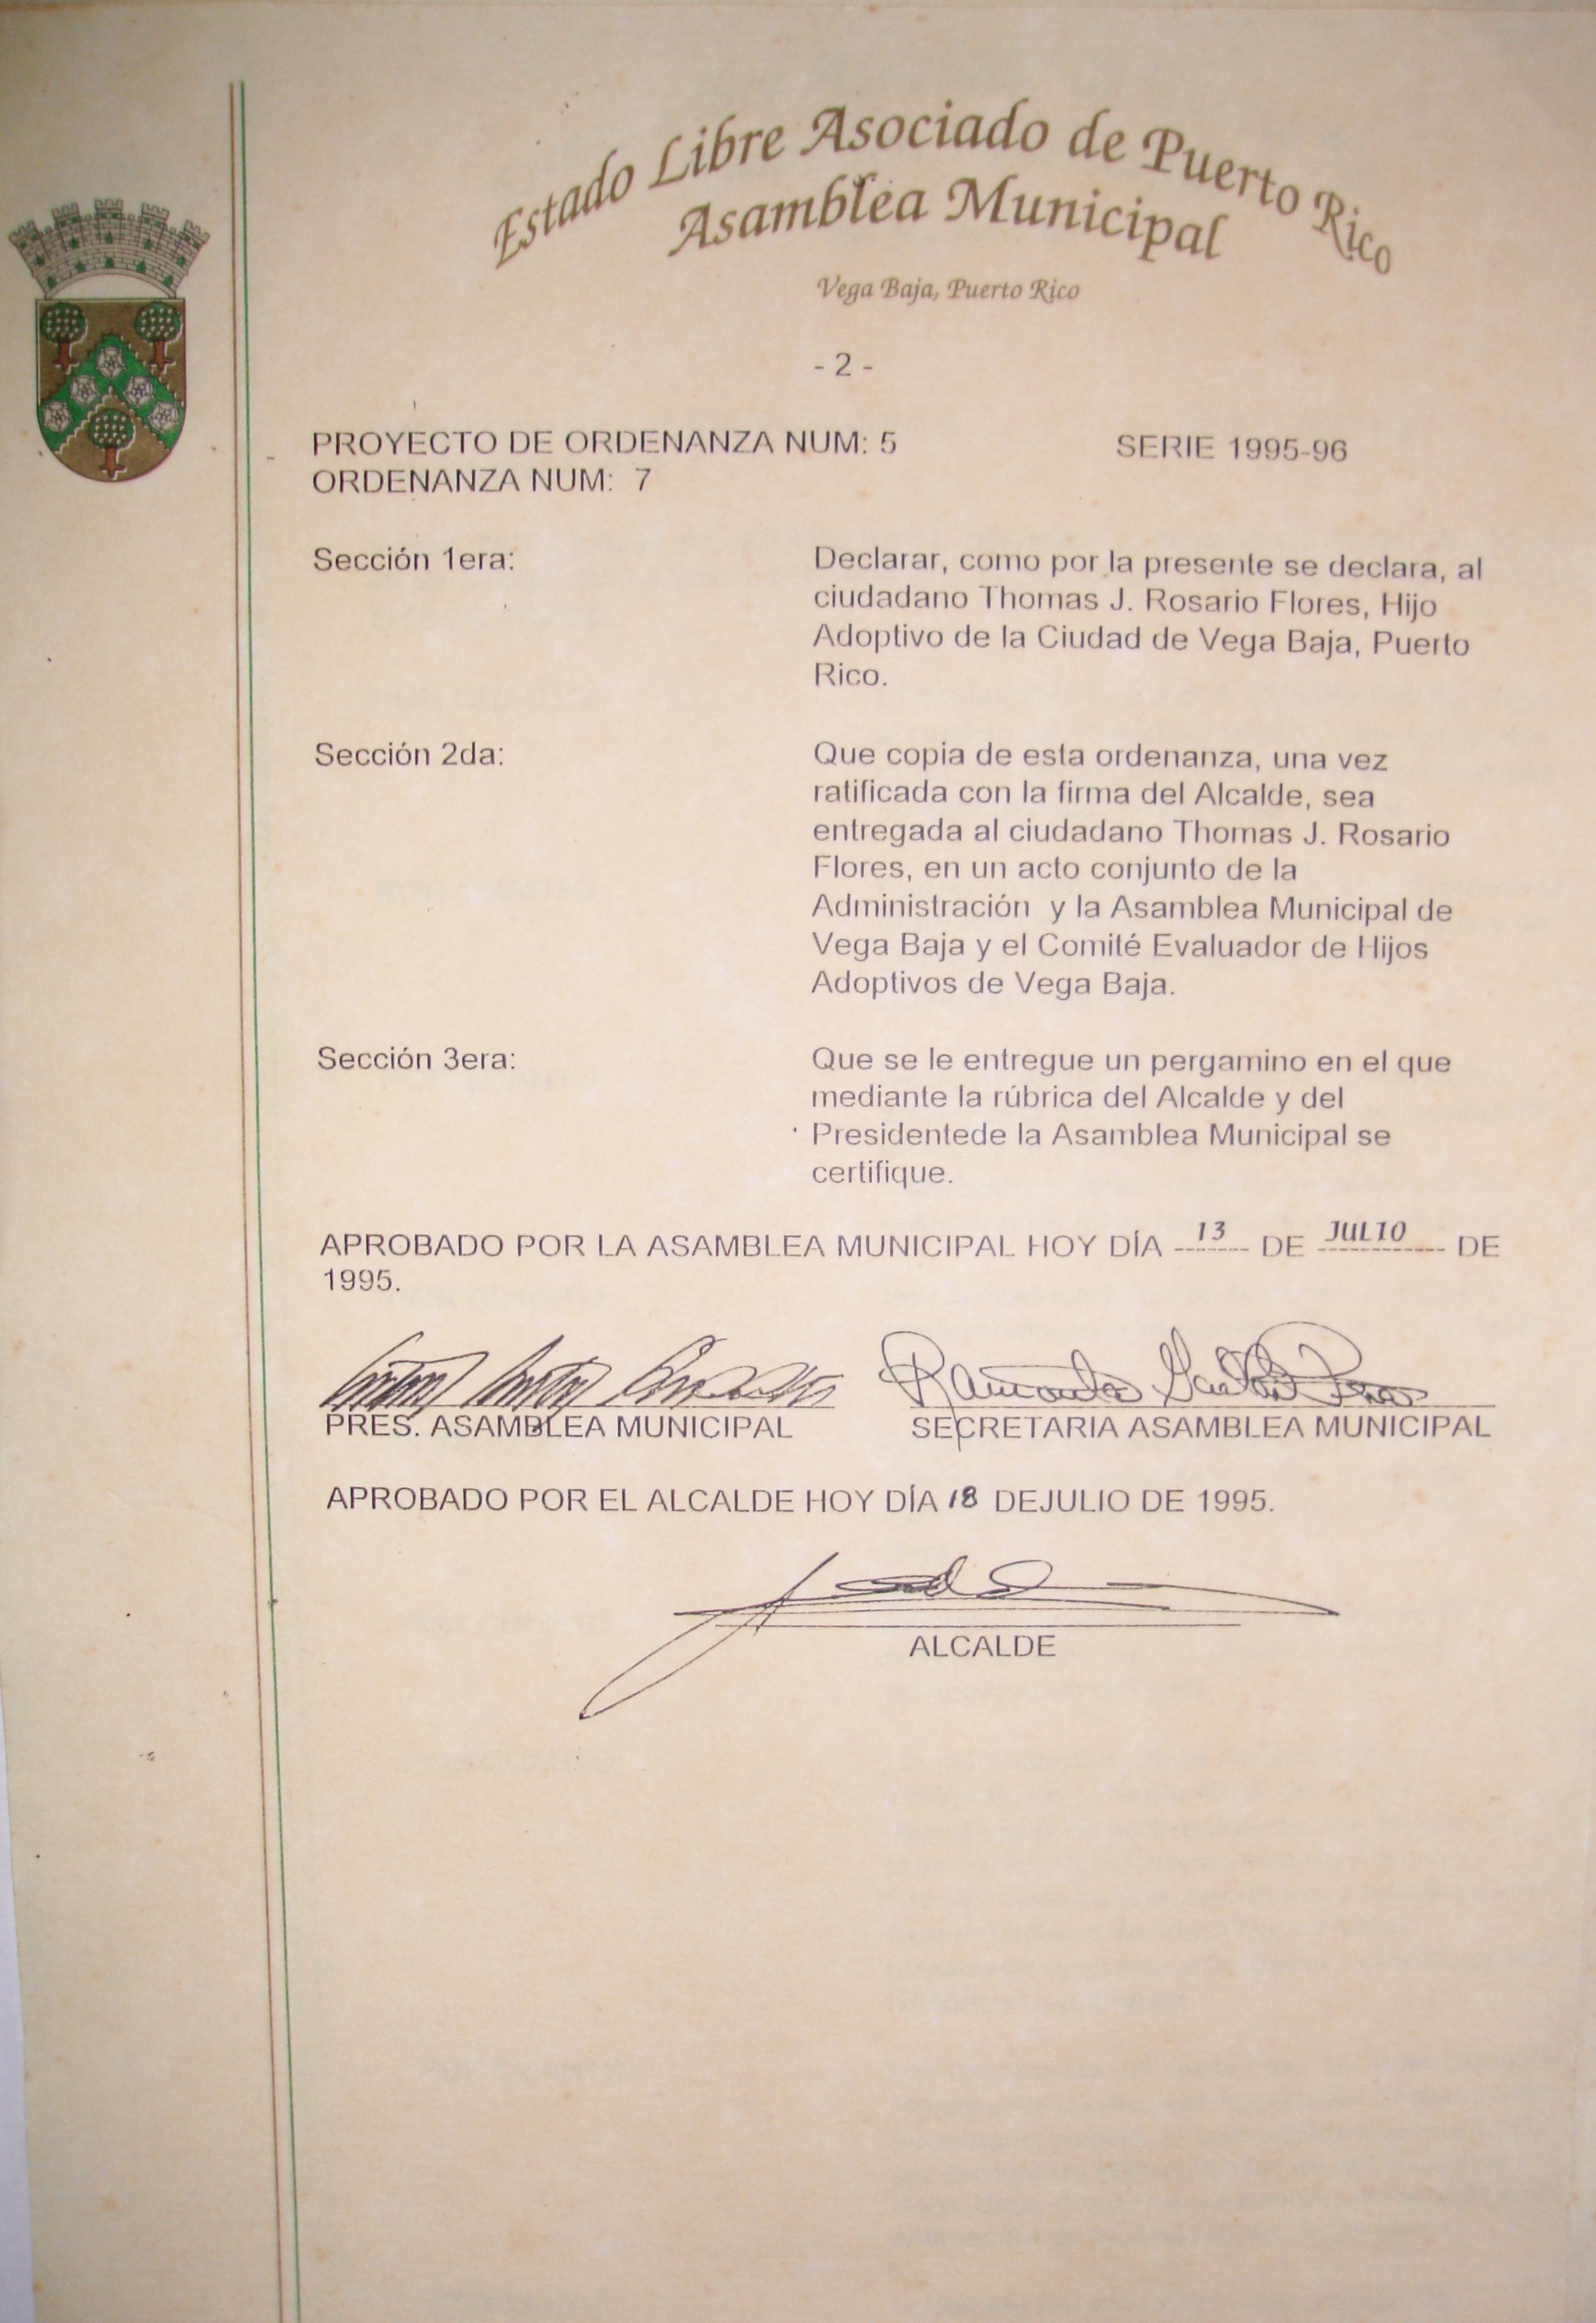 Estado Libre Asociado de Puerto Rico
Asamblea Municipal
Vega Baja, Puerto Rico
- 2 -
PROYECTO DE ORDENANZA NUM: 5 SERIE 1995-96
ORDENANZA NUM: 7
Sección 1era: Declarar, como por la presente se declara, al
ciudadano Thomas J. Rosario Flores, Hijo
Adoptivo de la Ciudad de Vega Baja, Puerto
Rico.
Sección 2da: Que copia de esta ordenanza, una vez
ratificada con la firma del Alcalde, sea
entregada al ciudadano Thomas J. Rosario
Flores, en un acto conjunto de la
Administración y la Asamblea Municipal de
Vega Baja y el Comité Evaluador de Hijos
Adoptivos de Vega Baja.
Sección 3era: Que se le entregue un pergamino en el que
mediante la rúbrica del Alcalde y del
Presidentede la Asamblea Municipal se
certifique.
APROBADO POR LA ASAMBLEA MUNICIPAL HOY DÍA 13 DE JULIO DE
1995.
PRES. ASAMBLEA MUNICIPAL SECRETARIA ASAMBLEA MUNICIPAL
APROBADO POR EL ALCALDE HOY DÍA 18 DEJULIO DE 1995.
ALCALDE